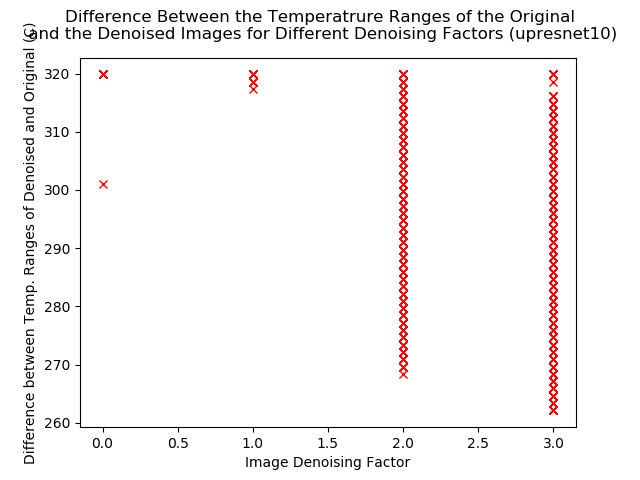 Difference Between the Temperatrure Ranges of the Original
and the Denoised Images for Different Denoising Factors (upresnet10)
Difference between Temp. Ranges of Denoised and Original (C)
320
310
300
290
280
270
260
0.0 0.5 1.0 1.5 2.0 2.5 3.0
Image Denoising Factor